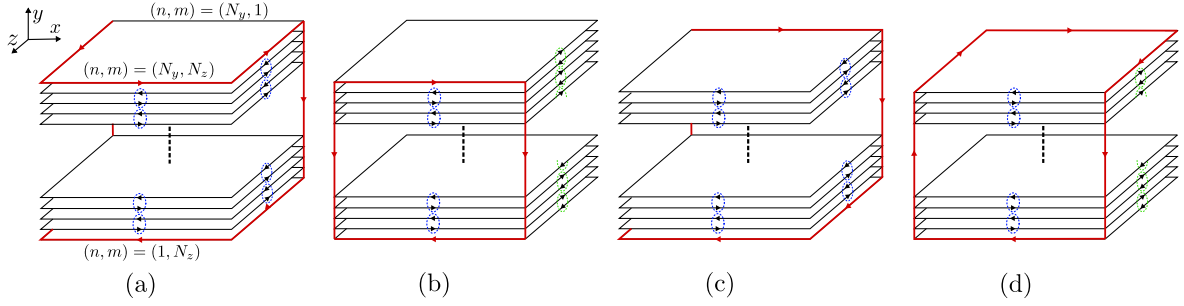 y
x
z
(n, m) = (N_y, 1)
(n, m) = (N_y, N_z)
(n, m) = (1, N_z)
(a) (b) (c) (d)